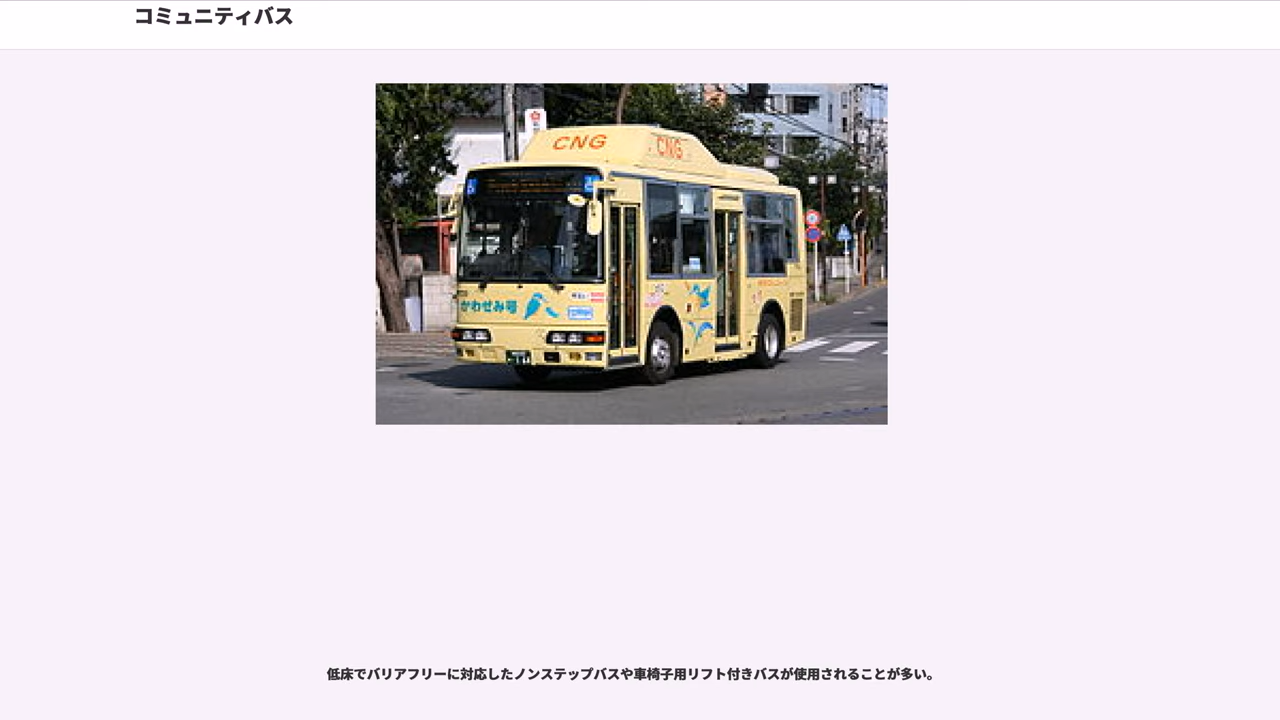 コミュニティバス
CNG
CNG
かわせみ号
低床でバリアフリーに対応したノンステップバスや車椅子用リフト付きバスが使用されることが多い。